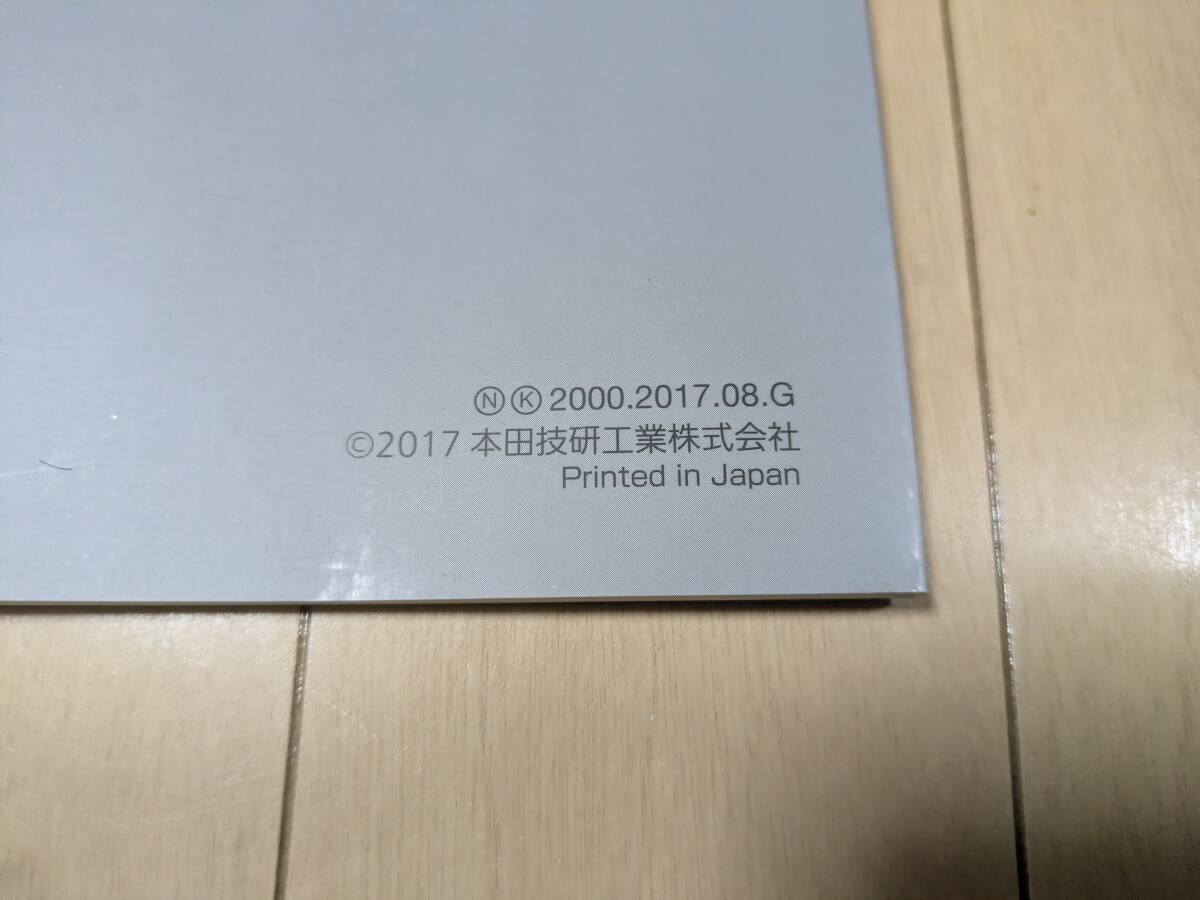 ⓃⓀ2000.2017.08.G
©2017 本田技研工業株式会社
Printed in Japan